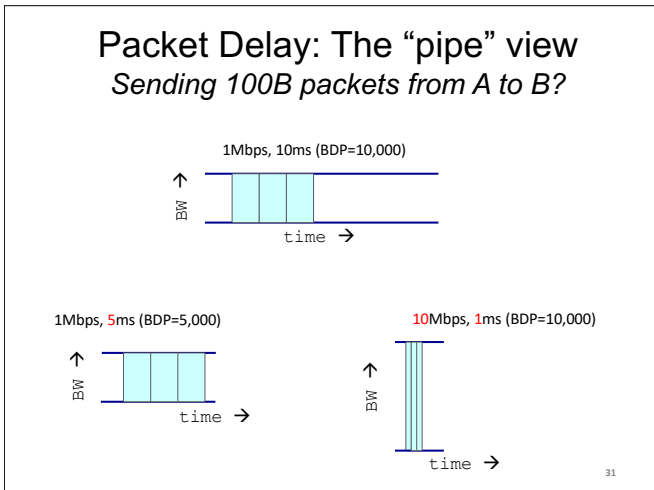 Packet Delay: The “pipe” view
Sending 100B packets from A to B?
1Mbps, 10ms (BDP=10,000)
BW →
time →
1Mbps, 5ms (BDP=5,000)
BW →
time →
10Mbps, 1ms (BDP=10,000)
BW →
time →
31